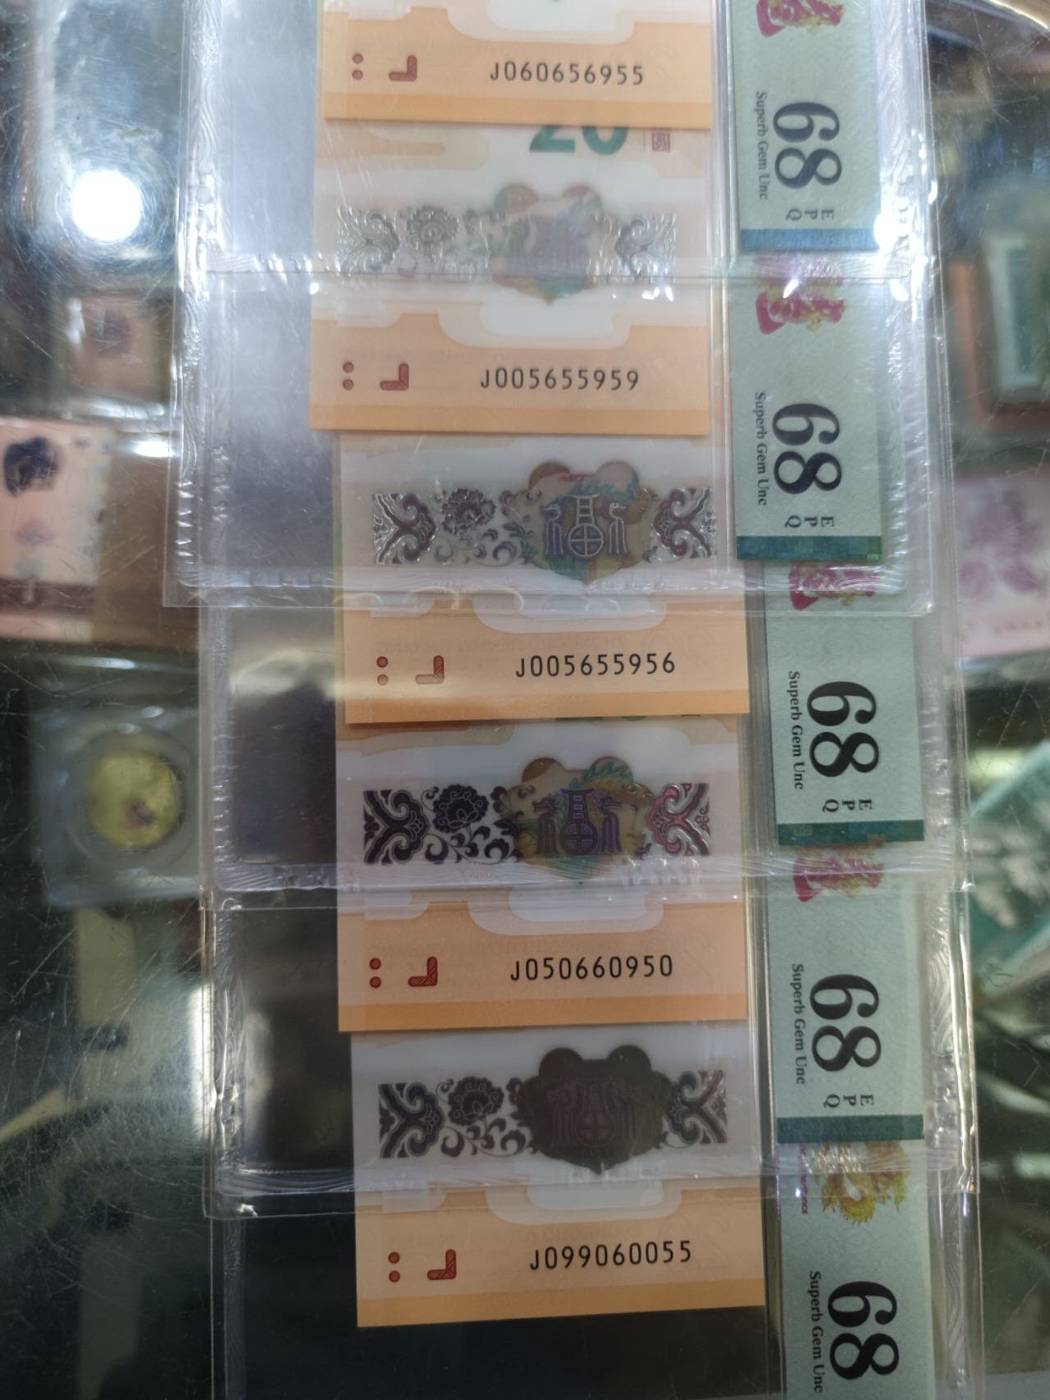 J060656955
68
Superb Gem Unc
EPQ
20
J005655959
68
Superb Gem Unc
EPQ
J005655956
68
Superb Gem Unc
EPQ
J050660950
68
Superb Gem Unc
EPQ
J099060055
68
Superb Gem Unc